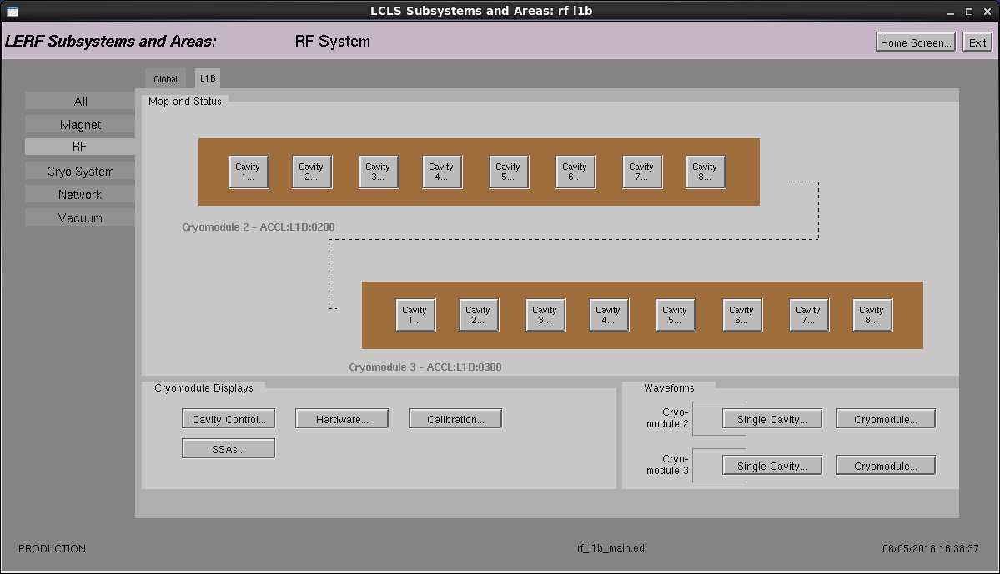 LCLS Subsystems and Areas: rf l1b
LERF Subsystems and Areas:
RF System
Home Screen...
Exit
Global
L1B
All
Magnet
RF
Cryo System
Network
Vacuum
Map and Status
Cavity
1...
Cavity
2...
Cavity
3...
Cavity
4...
Cavity
5...
Cavity
6...
Cavity
7...
Cavity
8...
Cryomodule 2 - ACCL:L1B:0200
Cavity
1...
Cavity
2...
Cavity
3...
Cavity
4...
Cavity
5...
Cavity
6...
Cavity
7...
Cavity
8...
Cryomodule 3 - ACCL:L1B:0300
Cryomodule Displays
Cavity Control...
Hardware...
Calibration...
SSAs...
Waveforms
Cryo-
module 2
Single Cavity...
Cryomodule...
Cryo-
module 3
Single Cavity...
Cryomodule...
PRODUCTION
rf_l1b_main.edl
06/05/2018 16:38:37